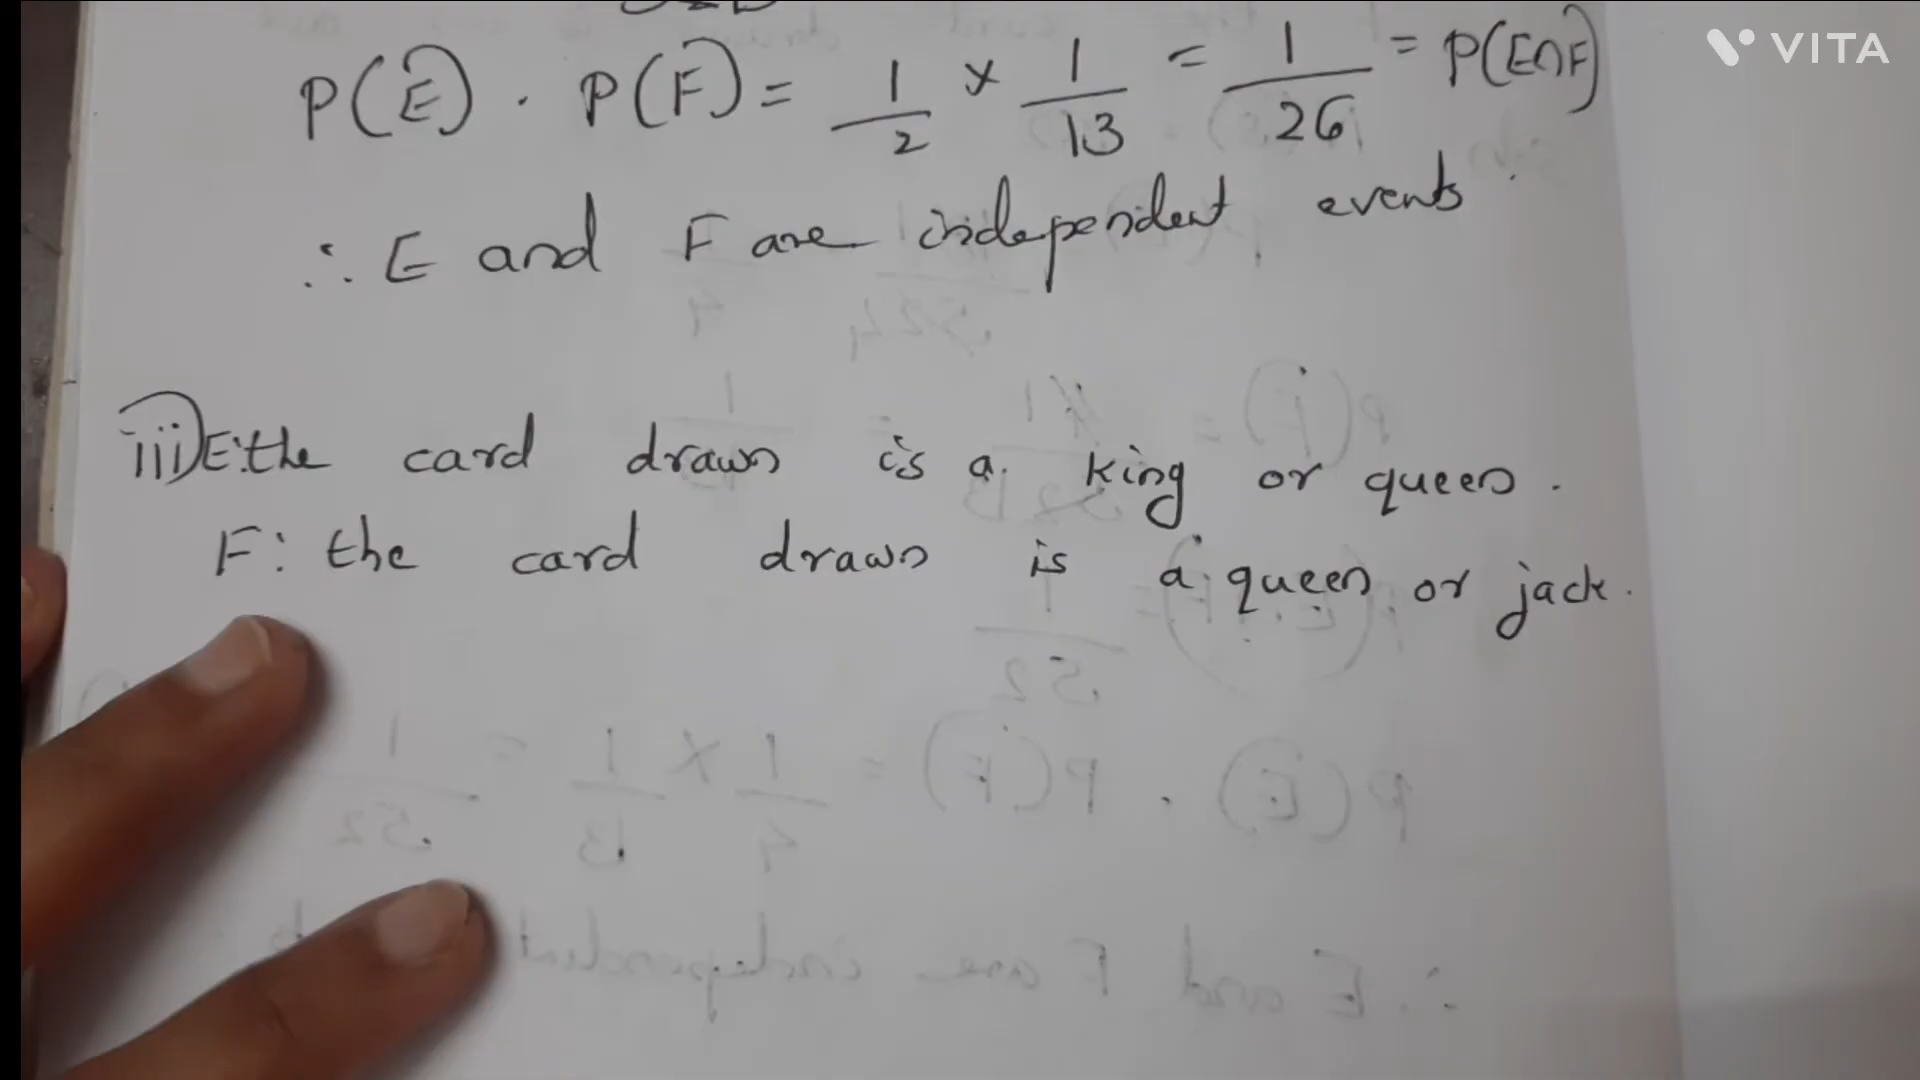 P(E) . P(F) = 1/2 × 1/13 = 1/26 = P(E∩F)
∴ E and F are independent events.
iii) E: the card drawn is a king or queen.
F: the card drawn is a queen or jack.
VITA